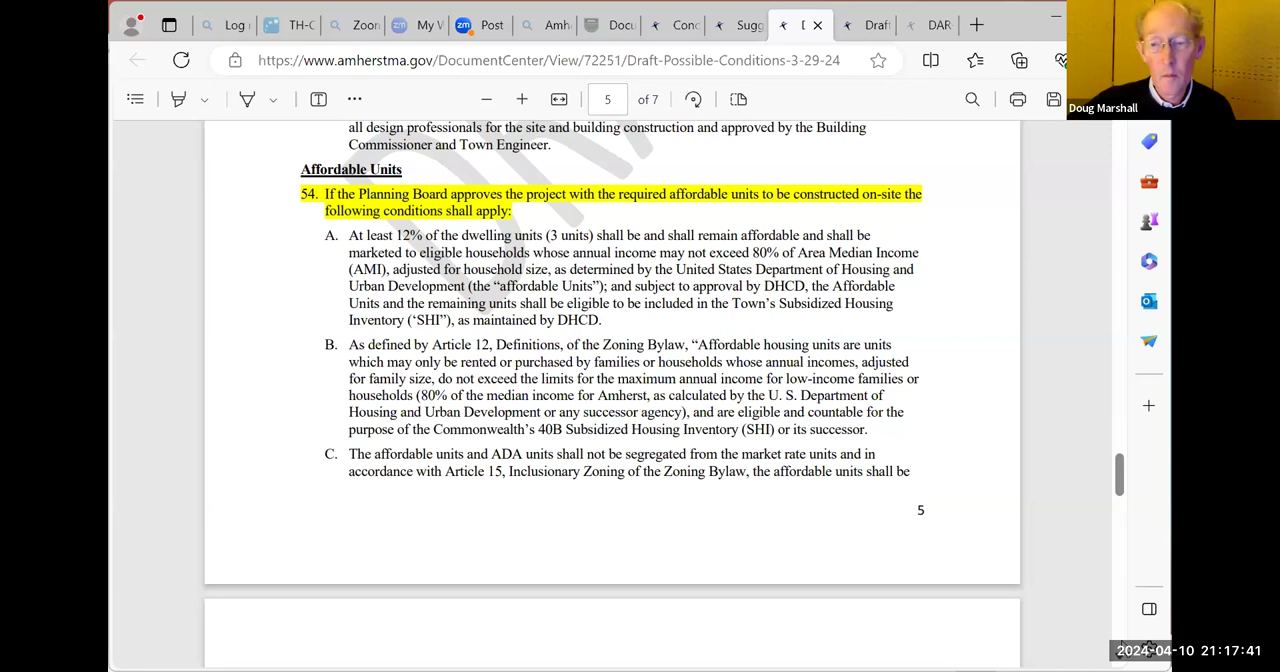 Log
TH-C
Zoon
My V
Post
Amh
Docu
Conc
Sugg
[
Draft
DAR-
https://www.amherstma.gov/DocumentCenter/View/72251/Draft-Possible-Conditions-3-29-24
5 of 7
Doug Marshall
all design professionals for the site and building construction and approved by the Building
Commissioner and Town Engineer.
Affordable Units
54. If the Planning Board approves the project with the required affordable units to be constructed on-site the
following conditions shall apply:
A. At least 12% of the dwelling units (3 units) shall be and shall remain affordable and shall be
marketed to eligible households whose annual income may not exceed 80% of Area Median Income
(AMI), adjusted for household size, as determined by the United States Department of Housing and
Urban Development (the “affordable Units”); and subject to approval by DHCD, the Affordable
Units and the remaining units shall be eligible to be included in the Town’s Subsidized Housing
Inventory (‘SHI”), as maintained by DHCD.
B. As defined by Article 12, Definitions, of the Zoning Bylaw, “Affordable housing units are units
which may only be rented or purchased by families or households whose annual incomes, adjusted
for family size, do not exceed the limits for the maximum annual income for low-income families or
households (80% of the median income for Amherst, as calculated by the U. S. Department of
Housing and Urban Development or any successor agency), and are eligible and countable for the
purpose of the Commonwealth’s 40B Subsidized Housing Inventory (SHI) or its successor.
C. The affordable units and ADA units shall not be segregated from the market rate units and in
accordance with Article 15, Inclusionary Zoning of the Zoning Bylaw, the affordable units shall be
5
2024-04-10 21:17:41